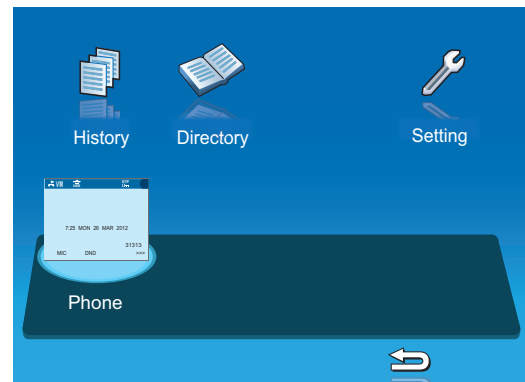 History Directory Setting
VM
7:25 MON 26 MAR 2012
31313
MIC DND >>>
Phone